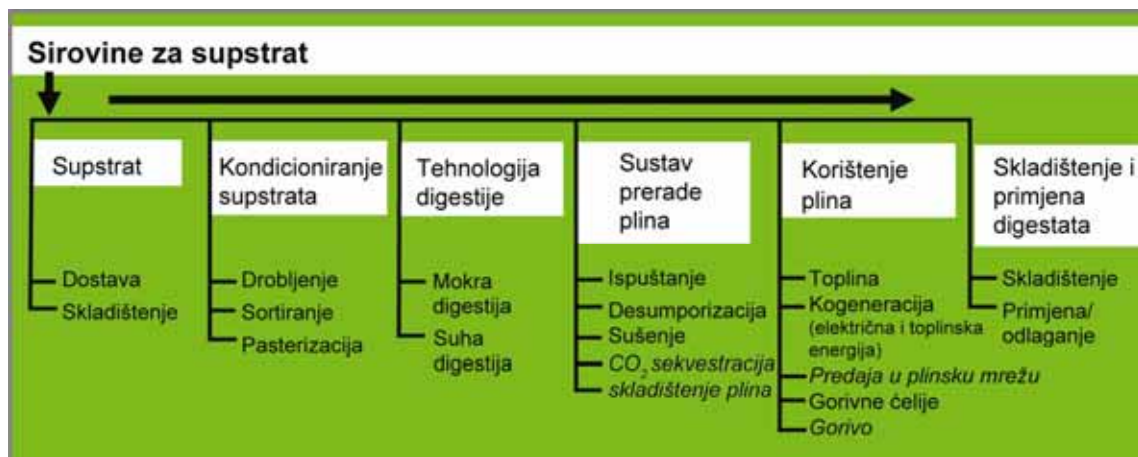 Sirovine za supstrat
Supstrat
Dostava
Skladištenje
Kondicioniranje
supstrata
Drobljenje
Sortiranje
Pasterizacija
Tehnologija
digestije
Mokra
digestija
Suha
digestija
Sustav
prerade
plina
Ispuštanje
Desumporizacija
Sušenje
CO₂ sekvestracija
skladištenje plina
Korištenje
plina
Toplina
Kogeneracija
(električna i toplinska
energija)
Predaja u plinsku mrežu
Gorivne ćelije
Gorivo
Skladištenje i
primjena
digestata
Skladištenje
Primjena/
odlaganje